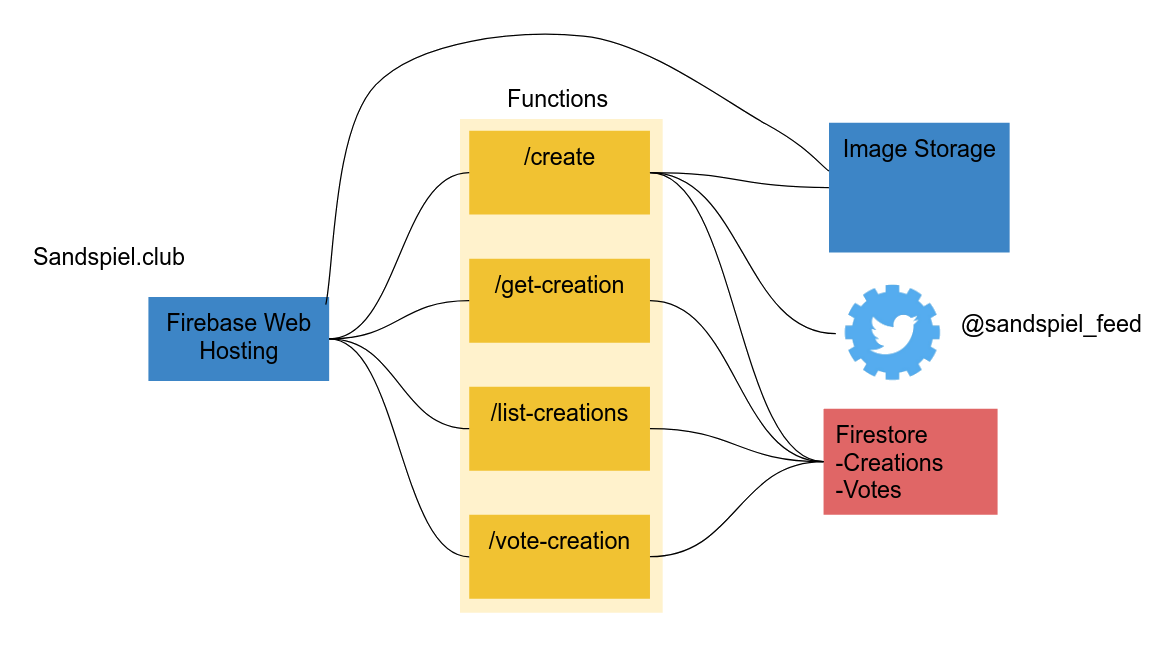 Functions
/create
/get-creation
/list-creations
/vote-creation
Sandspiel.club
Firebase Web
Hosting
Image Storage
@sandspiel_feed
Firestore
-Creations
-Votes